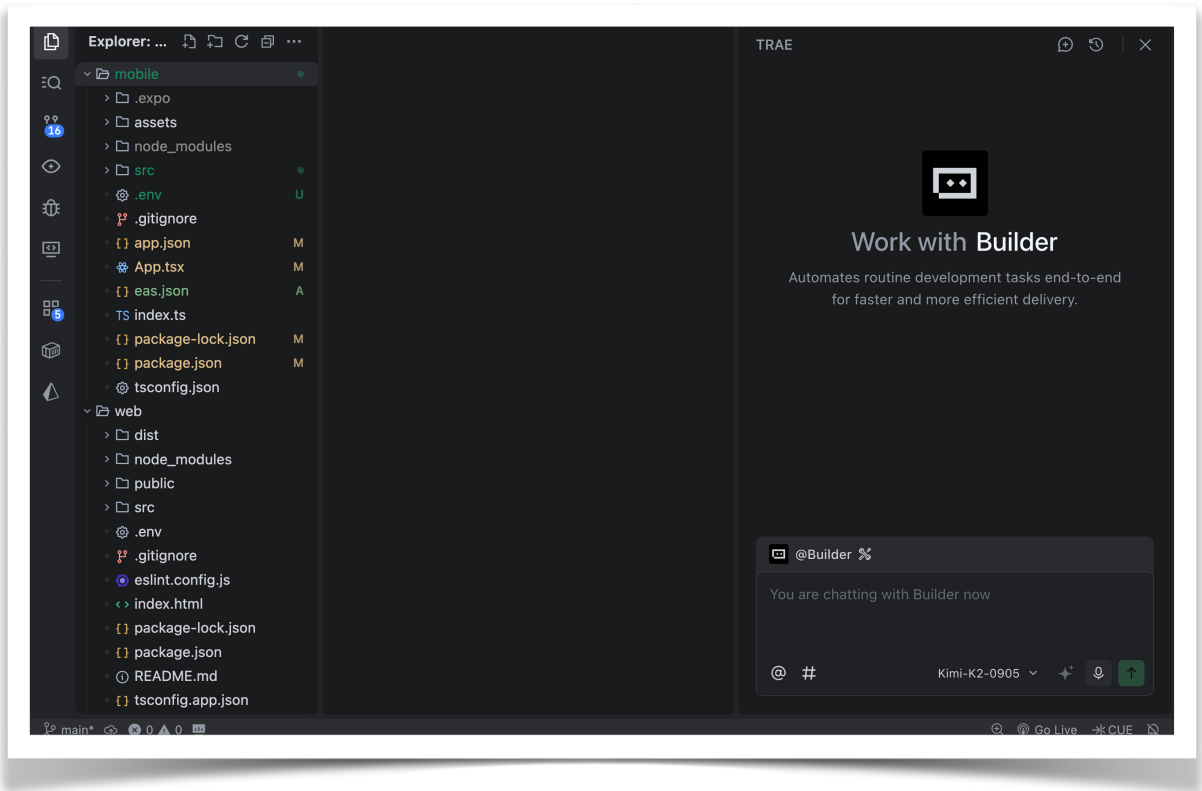 Explorer: ...
mobile
.expo
assets
node_modules
src
.env U
.gitignore
{} app.json M
App.tsx M
{} eas.json A
TS index.ts
{} package-lock.json M
{} package.json M
tsconfig.json
web
dist
node_modules
public
src
.env
.gitignore
eslint.config.js
<> index.html
{} package-lock.json
{} package.json
README.md
{} tsconfig.app.json
16
5
TRAE
Work with Builder
Automates routine development tasks end-to-end
for faster and more efficient delivery.
@Builder
You are chatting with Builder now
@ #
Kimi-K2-0905
main* 0 0
Go Live CUE